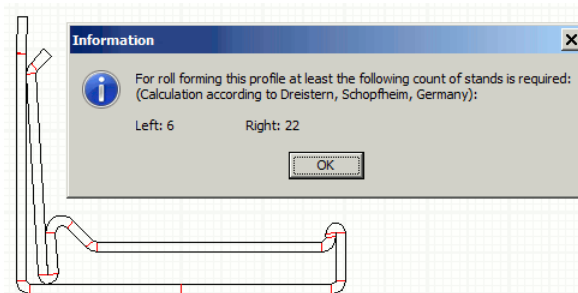 Information
For roll forming this profile at least the following count of stands is required:
(Calculation according to Dreistern, Schopfheim, Germany):
Left: 6 Right: 22
OK